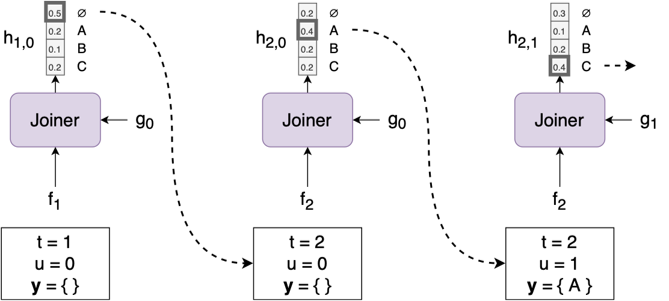 h1,0
0.5 ∅
0.2 A
0.1 B
0.2 C
Joiner
g0
f1
t = 1
u = 0
y = { }
h2,0
0.2 ∅
0.4 A
0.2 B
0.2 C
Joiner
g0
f2
t = 2
u = 0
y = { }
h2,1
0.3 ∅
0.1 A
0.2 B
0.4 C
Joiner
g1
f2
t = 2
u = 1
y = { A }